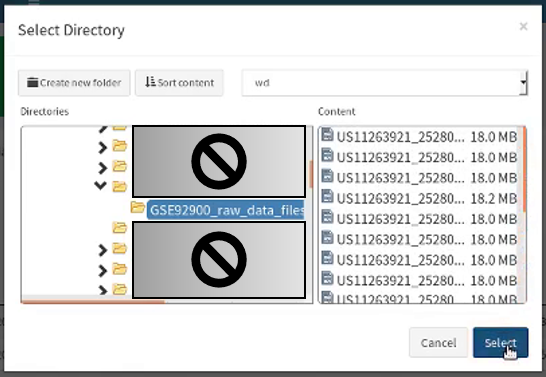 Select Directory
×
Create new folder
Sort content
wd
Directories
Content
GSE92900_raw_data_files
US11263921_25280... 18.0 MB
US11263921_25280... 18.0 MB
US11263921_25280... 18.0 MB
US11263921_25280... 18.2 MB
US11263921_25280... 18.0 MB
US11263921_25280... 18.0 MB
US11263921_25280... 18.0 MB
US11263921_25280... 18.0 MB
US11263921_25280... 18.0 MB
Cancel
Select